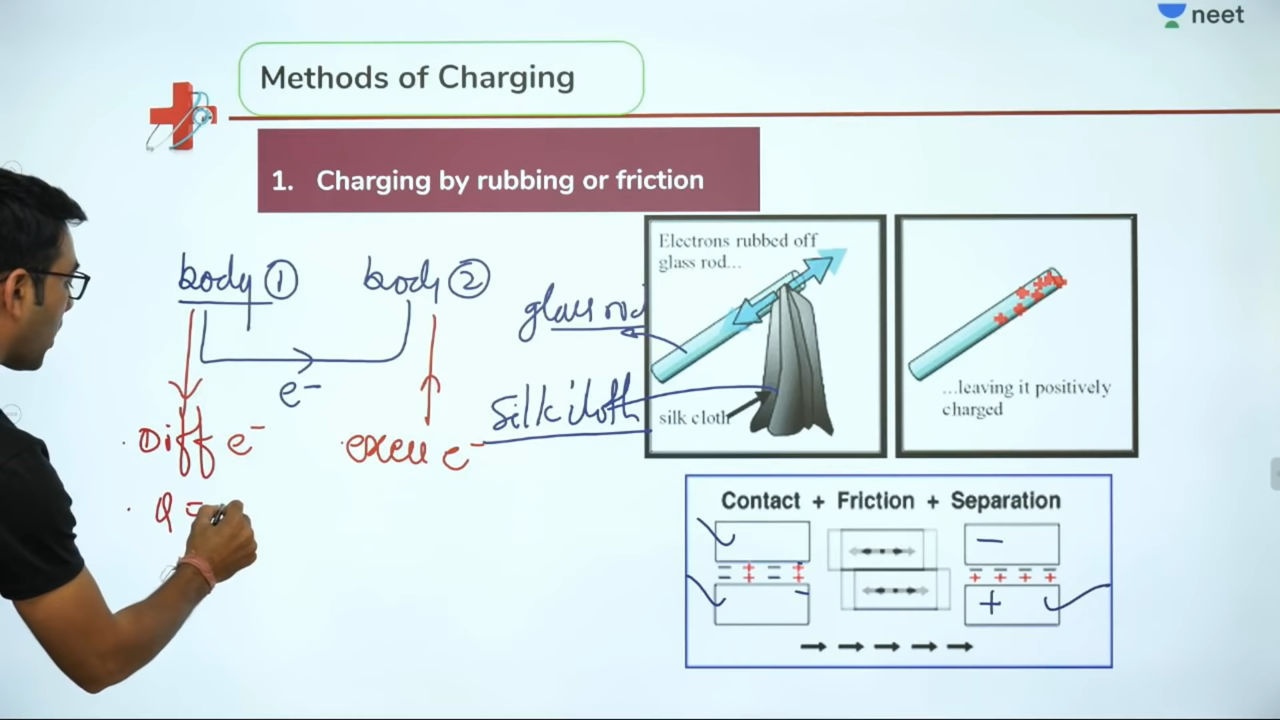 neet
Methods of Charging
1. Charging by rubbing or friction
body ① body ②
e-
Diff e- excess e-
Q =
glass rod
silk cloth
Electrons rubbed off
glass rod...
silk cloth
...leaving it positively
charged
Contact + Friction + Separation
= + = +
-
-
- - - -
+ + + +
+